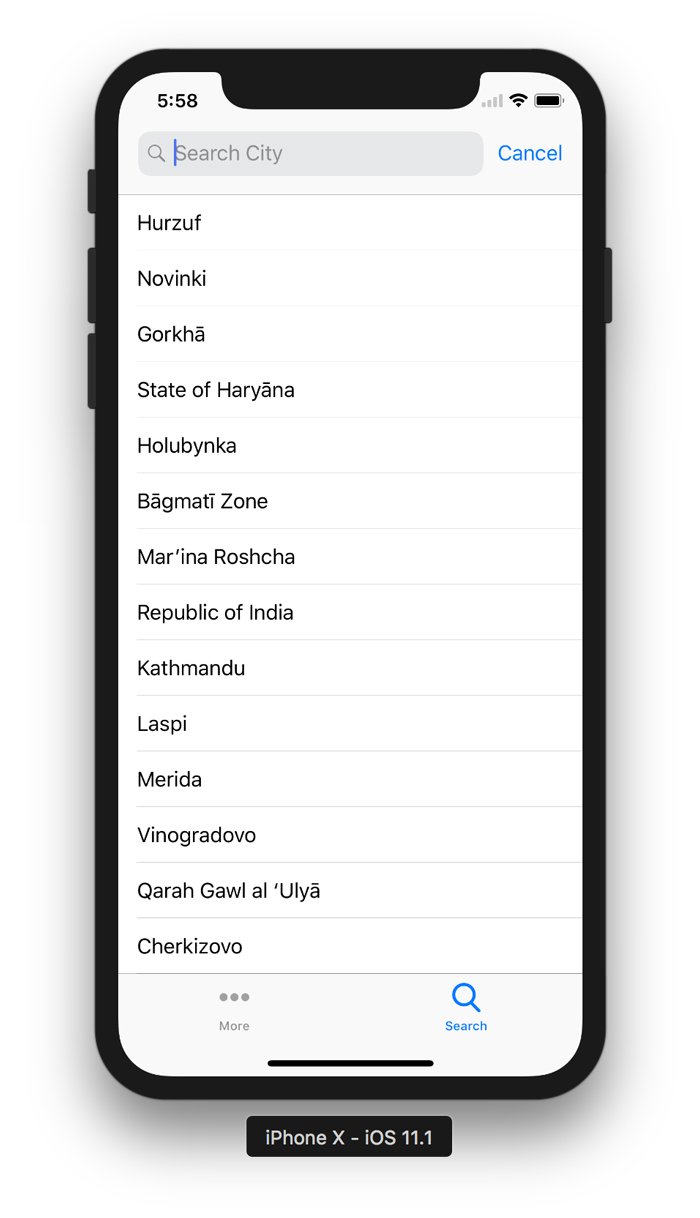 5:58
Search City
Cancel
Hurzuf
Novinki
Gorkhā
State of Haryāna
Holubynka
Bāgmatī Zone
Mar’ina Roshcha
Republic of India
Kathmandu
Laspi
Merida
Vinogradovo
Qarah Gawl al ‘Ulyā
Cherkizovo
More
Search
iPhone X - iOS 11.1